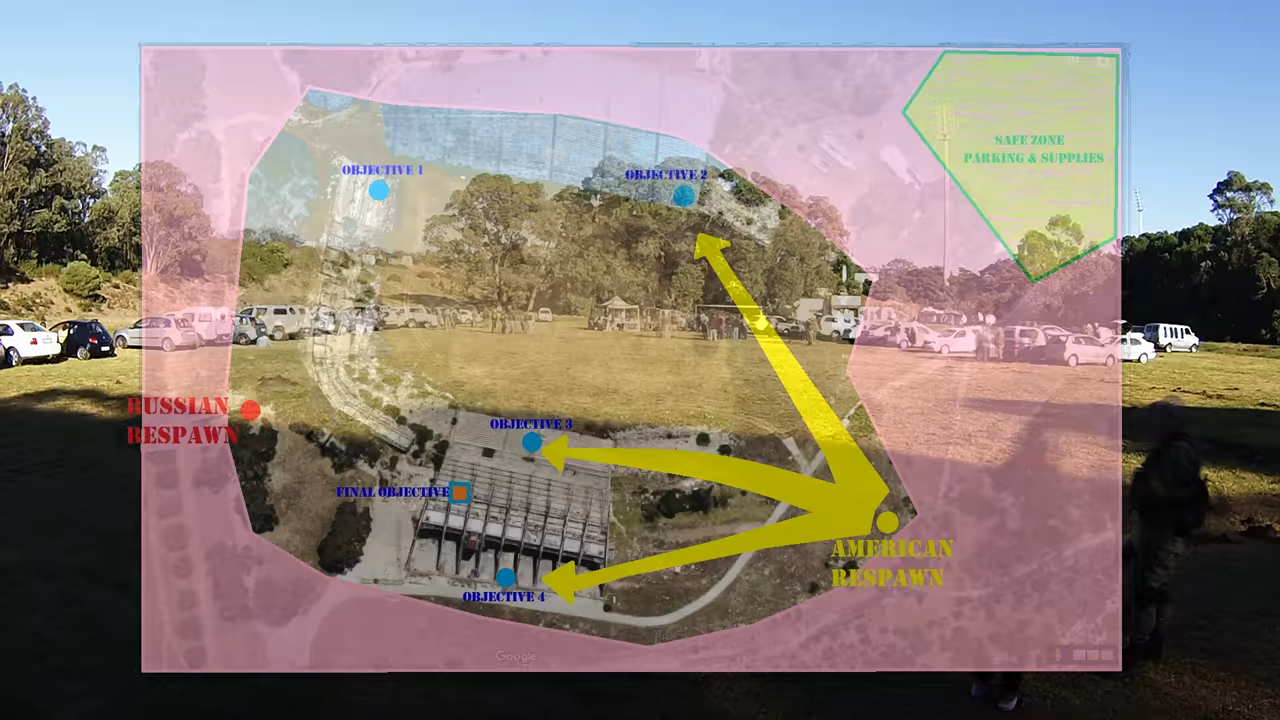 SAFE ZONE
PARKING & SUPPLIES
OBJECTIVE 1
OBJECTIVE 2
RUSSIAN
RESPAWN
OBJECTIVE 3
FINAL OBJECTIVE
AMERICAN
RESPAWN
OBJECTIVE 4
Google